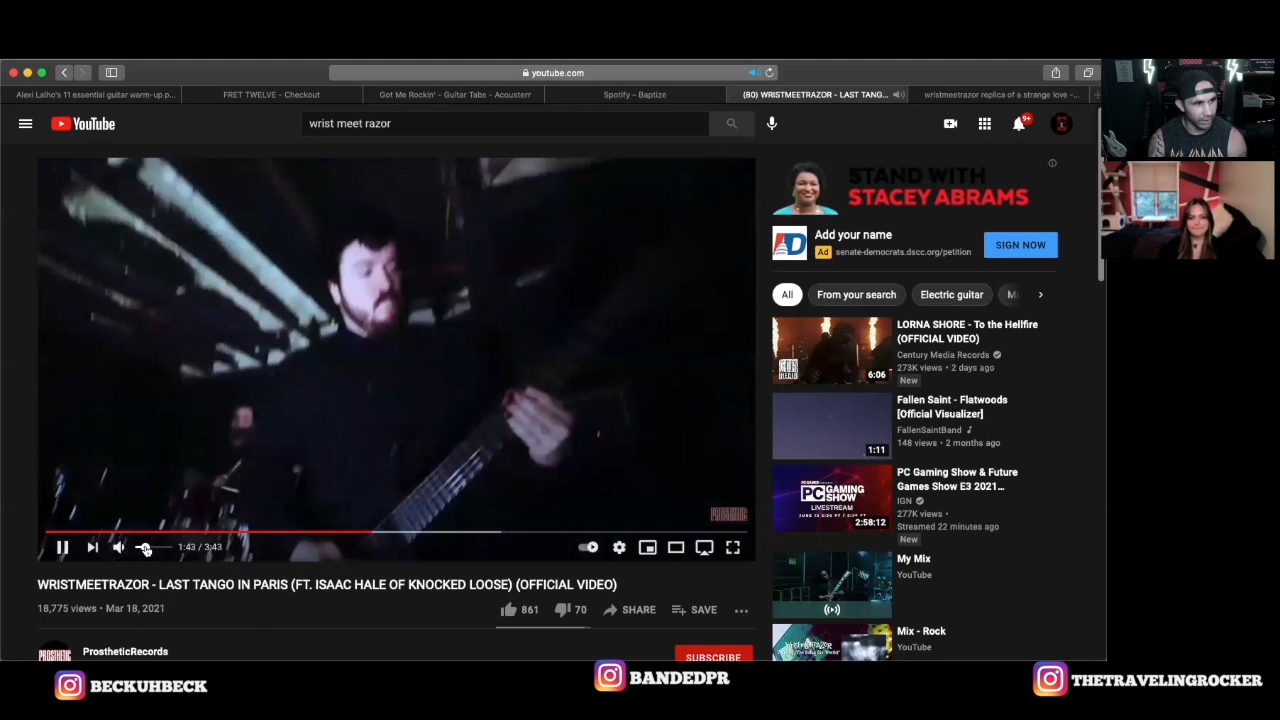 youtube.com
Alexi Laiho's 11 essential guitar warm-up p...
FRET TWELVE - Checkout
Got Me Rockin' - Guitar Tabs - Acousterr
Spotify – Baptize
(80) WRISTMEETRAZOR - LAST TANG...
wristmeetrazor replica of a strange love -...
YouTube
wrist meet razor
9+
STAND WITH
STACEY ABRAMS
Add your name
Ad senate-democrats.dscc.org/petition
SIGN NOW
All
From your search
Electric guitar
LORNA SHORE - To the Hellfire
(OFFICIAL VIDEO)
Century Media Records
273K views • 2 days ago
New
6:06
Fallen Saint - Flatwoods
[Official Visualizer]
FallenSaintBand
148 views • 2 months ago
1:11
PC GAMING SHOW
LIVESTREAM
2:58:12
PC Gaming Show & Future
Games Show E3 2021...
IGN
277K views •
Streamed 22 minutes ago
New
My Mix
YouTube
Mix - Rock
YouTube
PROSTHETIC
1:43 / 3:43
WRISTMEETRAZOR - LAST TANGO IN PARIS (FT. ISAAC HALE OF KNOCKED LOOSE) (OFFICIAL VIDEO)
18,775 views • Mar 18, 2021
861
70
SHARE
SAVE
PROSTHETIC
ProstheticRecords
SUBSCRIBE
BECKUHBECK
BANDEDPR
THETRAVELINGROCKER